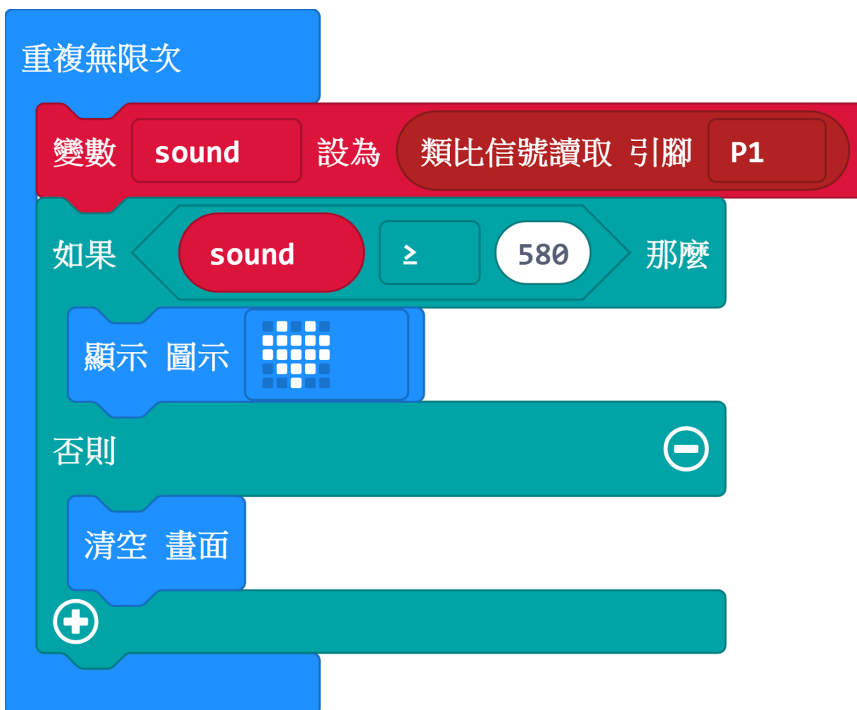 重複無限次
變數 sound 設為 類比信號讀取 引腳 P1
如果 sound ≥ 580 那麼
顯示 圖示
否則
清空 畫面